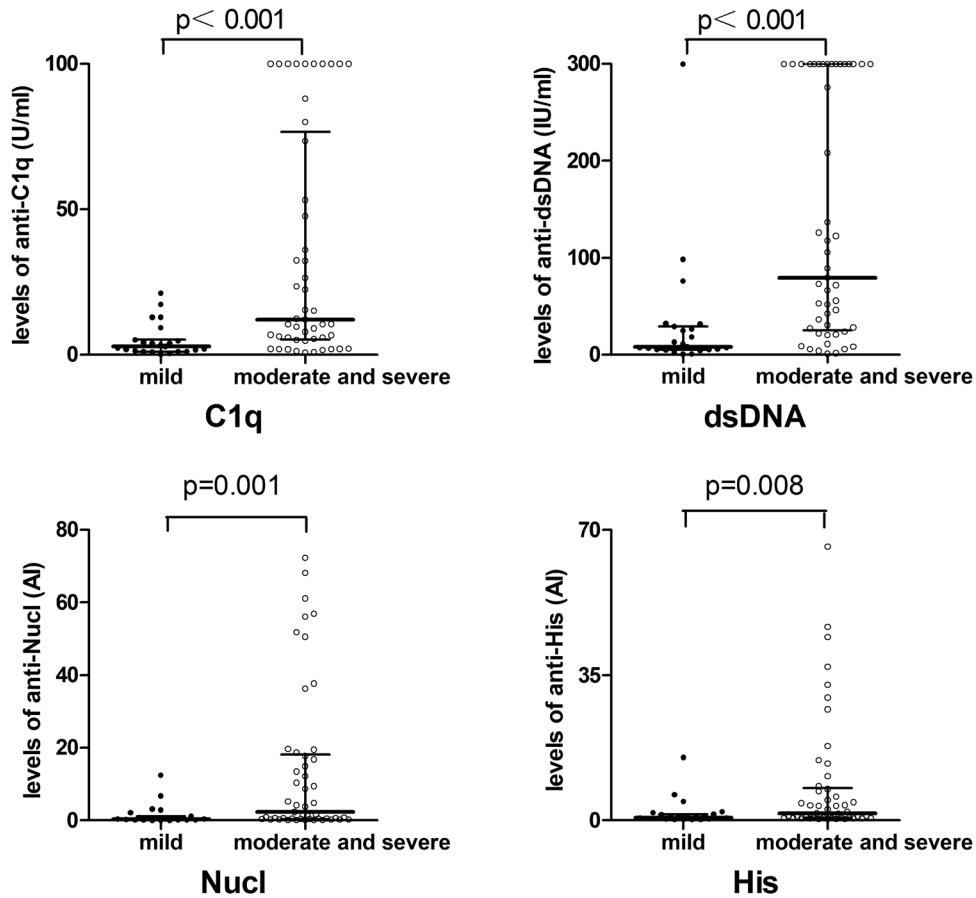 p< 0.001
levels of anti-C1q (U/ml)
100
50
0
mild
moderate and severe
C1q
p< 0.001
levels of anti-dsDNA (IU/ml)
300
200
100
0
mild
moderate and severe
dsDNA
p=0.001
levels of anti-Nucl (AI)
80
60
40
20
0
mild
moderate and severe
Nucl
p=0.008
levels of anti-His (AI)
70
35
0
mild
moderate and severe
His